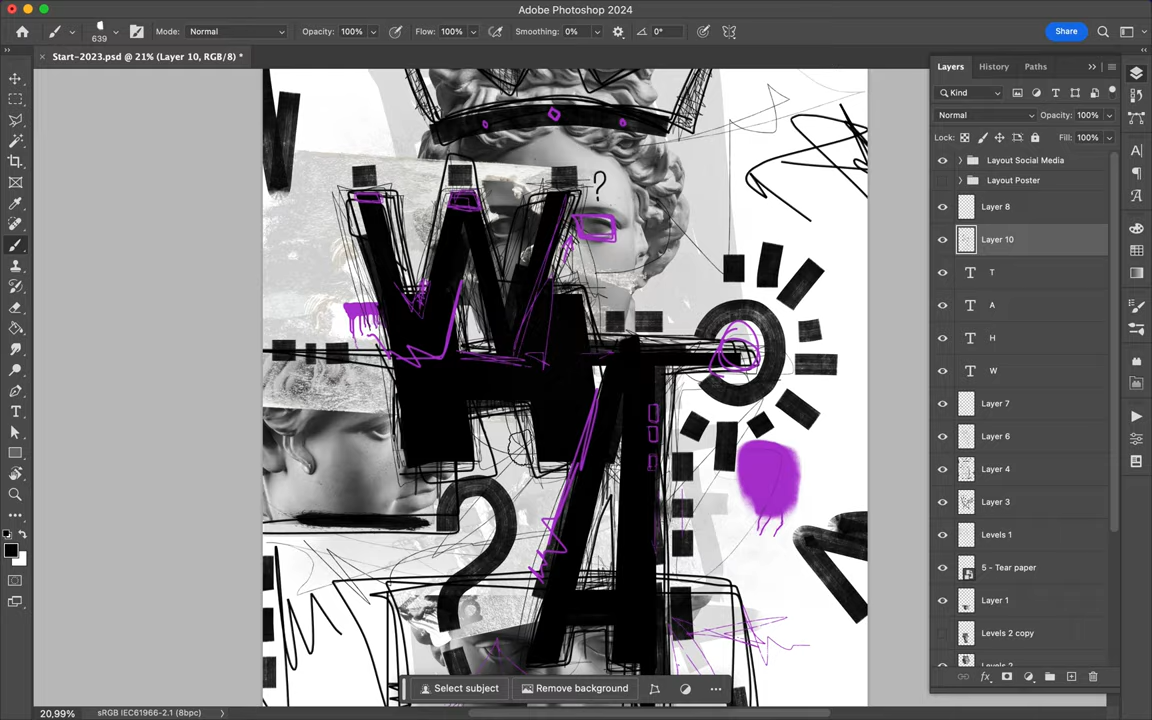 Adobe Photoshop 2024
639
Mode: Normal
Opacity: 100%
Flow: 100%
Smoothing: 0%
0°
Share
Start-2023.psd @ 21% (Layer 10, RGB/8) *
Layers
History
Paths
Kind
Normal
Opacity: 100%
Lock:
Fill: 100%
Layout Social Media
Layout Poster
Layer 8
Layer 10
T
A
H
W
Layer 7
Layer 6
Layer 4
Layer 3
Levels 1
5 - Tear paper
Layer 1
Levels 2 copy
Levels 2
?
W
H
A
T
?
Select subject
Remove background
20,99%
sRGB IEC61966-2.1 (8bpc)